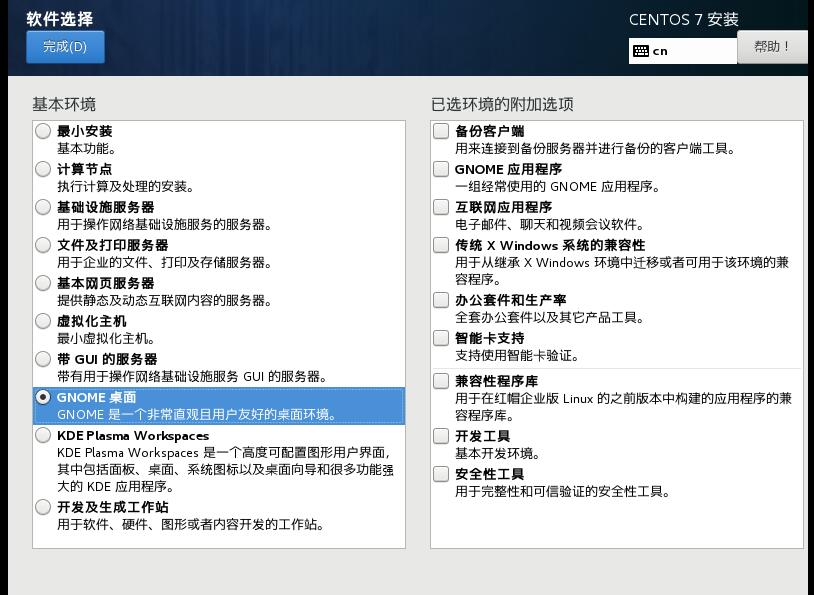 软件选择
完成(D)
CENTOS 7 安装
cn
帮助！
基本环境
最小安装
基本功能。
计算节点
执行计算及处理的安装。
基础设施服务器
用于操作网络基础设施服务的服务器。
文件及打印服务器
用于企业的文件、打印及存储服务器。
基本网页服务器
提供静态及动态互联网内容的服务器。
虚拟化主机
最小虚拟化主机。
带 GUI 的服务器
带有用于操作网络基础设施服务 GUI 的服务器。
GNOME 桌面
GNOME 是一个非常直观且用户友好的桌面环境。
KDE Plasma Workspaces
KDE Plasma Workspaces 是一个高度可配置图形用户界面，
其中包括面板、桌面、系统图标以及桌面向导和很多功能强
大的 KDE 应用程序。
开发及生成工作站
用于软件、硬件、图形或者内容开发的工作站。
已选环境的附加选项
备份客户端
用来连接到备份服务器并进行备份的客户端工具。
GNOME 应用程序
一组经常使用的 GNOME 应用程序。
互联网应用程序
电子邮件、聊天和视频会议软件。
传统 X Windows 系统的兼容性
用于从继承 X Windows 环境中迁移或者可用于该环境的兼
容程序。
办公套件和生产率
全套办公套件以及其它产品工具。
智能卡支持
支持使用智能卡验证。
兼容性程序库
用于在红帽企业版 Linux 的之前版本中构建的应用程序的兼
容程序库。
开发工具
基本开发环境。
安全性工具
用于完整性和可信验证的安全性工具。